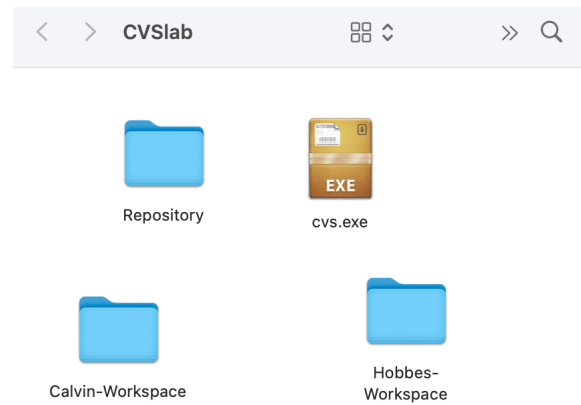 CVSlab
Repository
EXE
cvs.exe
Calvin-Workspace
Hobbes-
Workspace